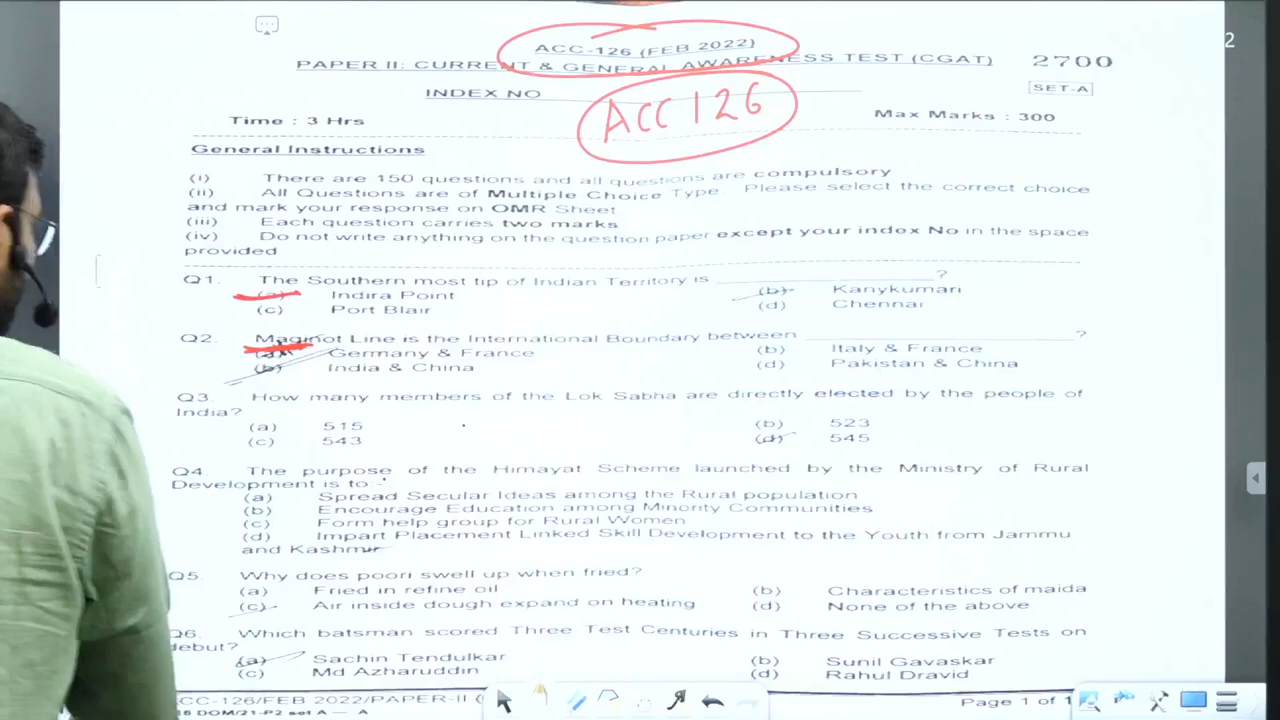 2
ACC-126 (FEB 2022)
PAPER II: CURRENT & GENERAL AWARENESS TEST (CGAT) 2700
INDEX NO
SET-A
ACC 126
Time : 3 Hrs Max Marks : 300
General Instructions
(i) There are 150 questions and all questions are compulsory
(ii) All Questions are of Multiple Choice Type. Please select the correct choice
and mark your response on OMR Sheet
(iii) Each question carries two marks
(iv) Do not write anything on the question paper except your index No in the space
provided
Q1. The Southern most tip of Indian Territory is ____________ ?
(a) Indira Point (b) Kanykumari
(c) Port Blair (d) Chennai
Q2. Maginot Line is the International Boundary between ____________ ?
(a) Germany & France (b) Italy & France
(b) India & China (d) Pakistan & China
Q3. How many members of the Lok Sabha are directly elected by the people of
India?
(a) 515 (b) 523
(c) 543 (d) 545
Q4. The purpose of the Himayat Scheme launched by the Ministry of Rural
Development is to:-
(a) Spread Secular Ideas among the Rural population
(b) Encourage Education among Minority Communities
(c) Form help group for Rural Women
(d) Impart Placement Linked Skill Development to the Youth from Jammu
and Kashmir
Q5. Why does poori swell up when fried?
(a) Fried in refine oil (b) Characteristics of maida
(c) Air inside dough expand on heating (d) None of the above
Q6. Which batsman scored Three Test Centuries in Three Successive Tests on
debut?
(a) Sachin Tendulkar (b) Sunil Gavaskar
(c) Md Azharuddin (d) Rahul Dravid
ACC-126/FEB 2022/PAPER-II Page 1 of 1
DOM/21-P2 set A — A